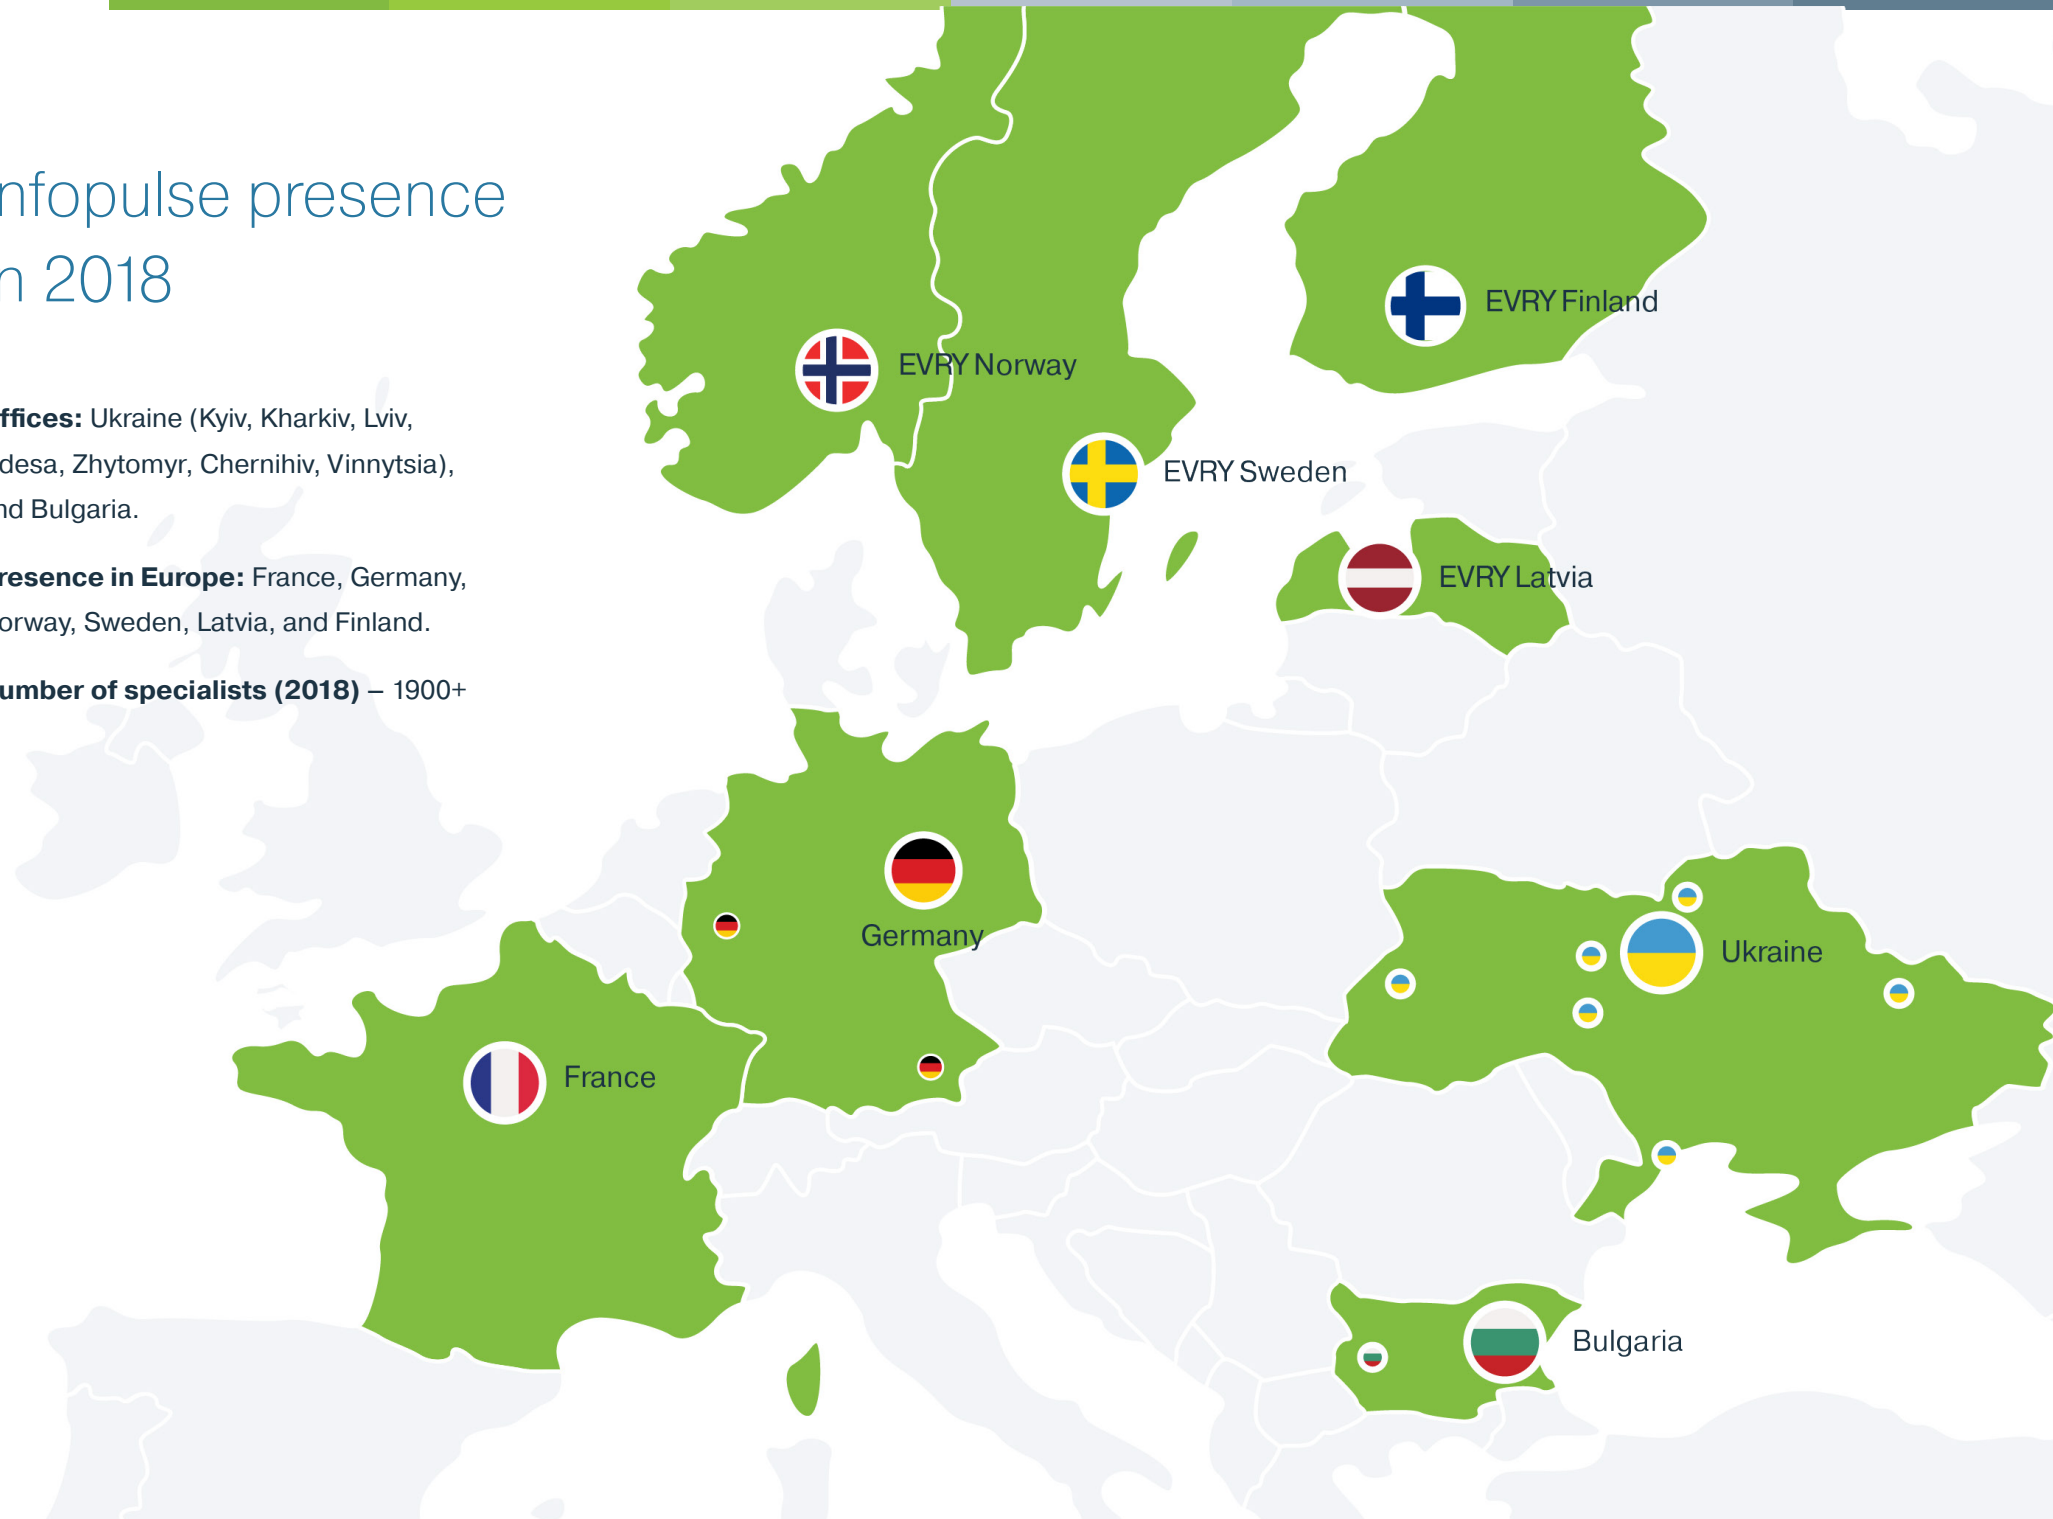 nfopulse presence
n 2018
ffices: Ukraine (Kyiv, Kharkiv, Lviv,
desa, Zhytomyr, Chernihiv, Vinnytsia),
nd Bulgaria.
resence in Europe: France, Germany,
orway, Sweden, Latvia, and Finland.
umber of specialists (2018) – 1900+
EVRY Finland
EVRY Norway
EVRY Sweden
EVRY Latvia
Germany
Ukraine
France
Bulgaria